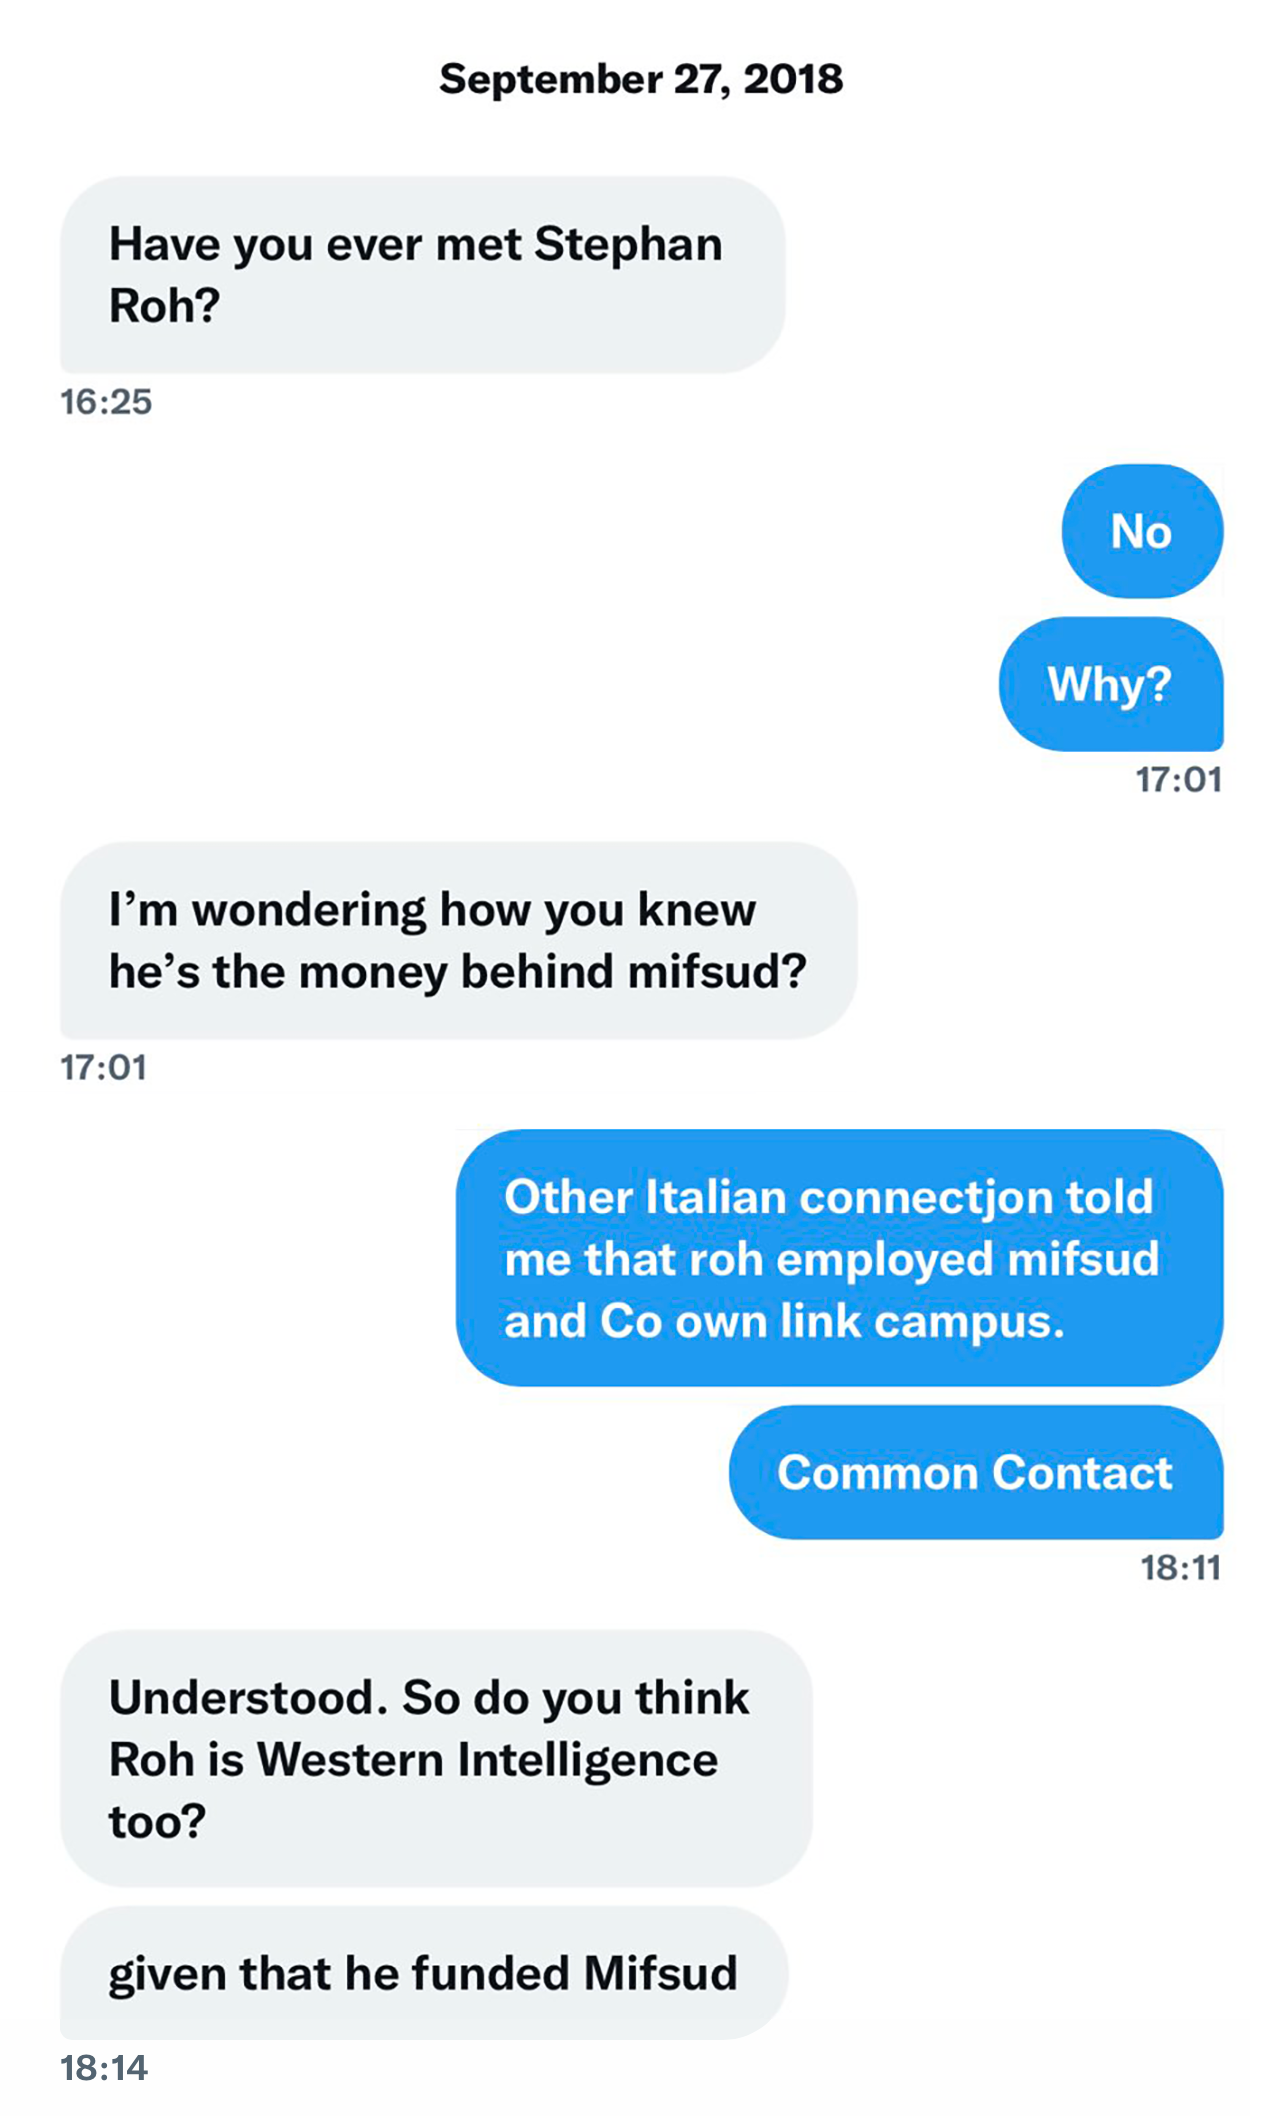 September 27, 2018
Have you ever met Stephan
Roh?
16:25
No
Why?
17:01
I’m wondering how you knew
he’s the money behind mifsud?
17:01
Other Italian connectjon told
me that roh employed mifsud
and Co own link campus.
Common Contact
18:11
Understood. So do you think
Roh is Western Intelligence
too?
given that he funded Mifsud
18:14